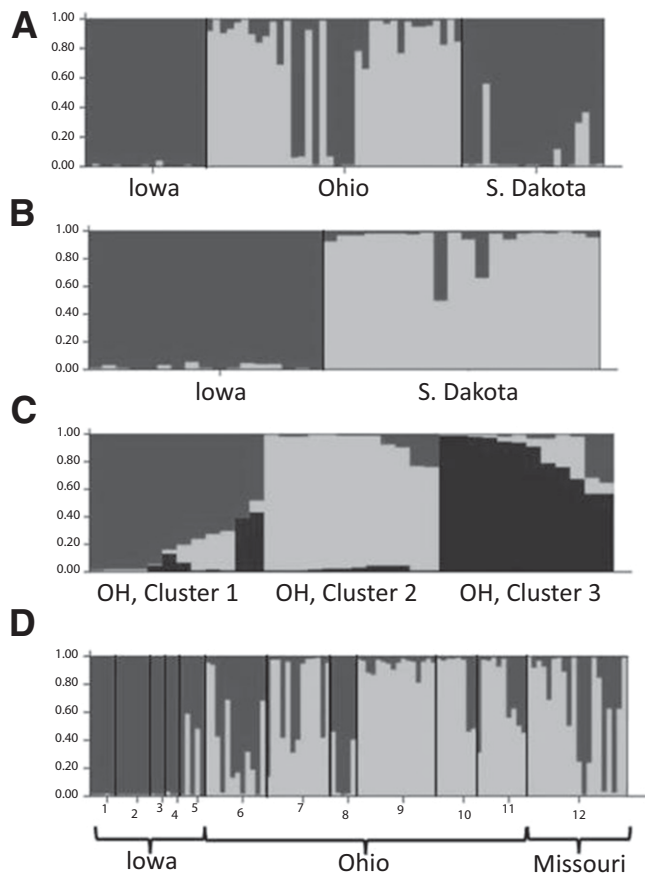 A
1.00
0.80
0.60
0.40
0.20
0.00
Iowa Ohio S. Dakota
B
1.00
0.80
0.60
0.40
0.20
0.00
Iowa S. Dakota
C
1.00
0.80
0.60
0.40
0.20
0.00
OH, Cluster 1 OH, Cluster 2 OH, Cluster 3
D
1.00
0.80
0.60
0.40
0.20
0.00
1 2 3 4 5 6 7 8 9 10 11 12
Iowa Ohio Missouri